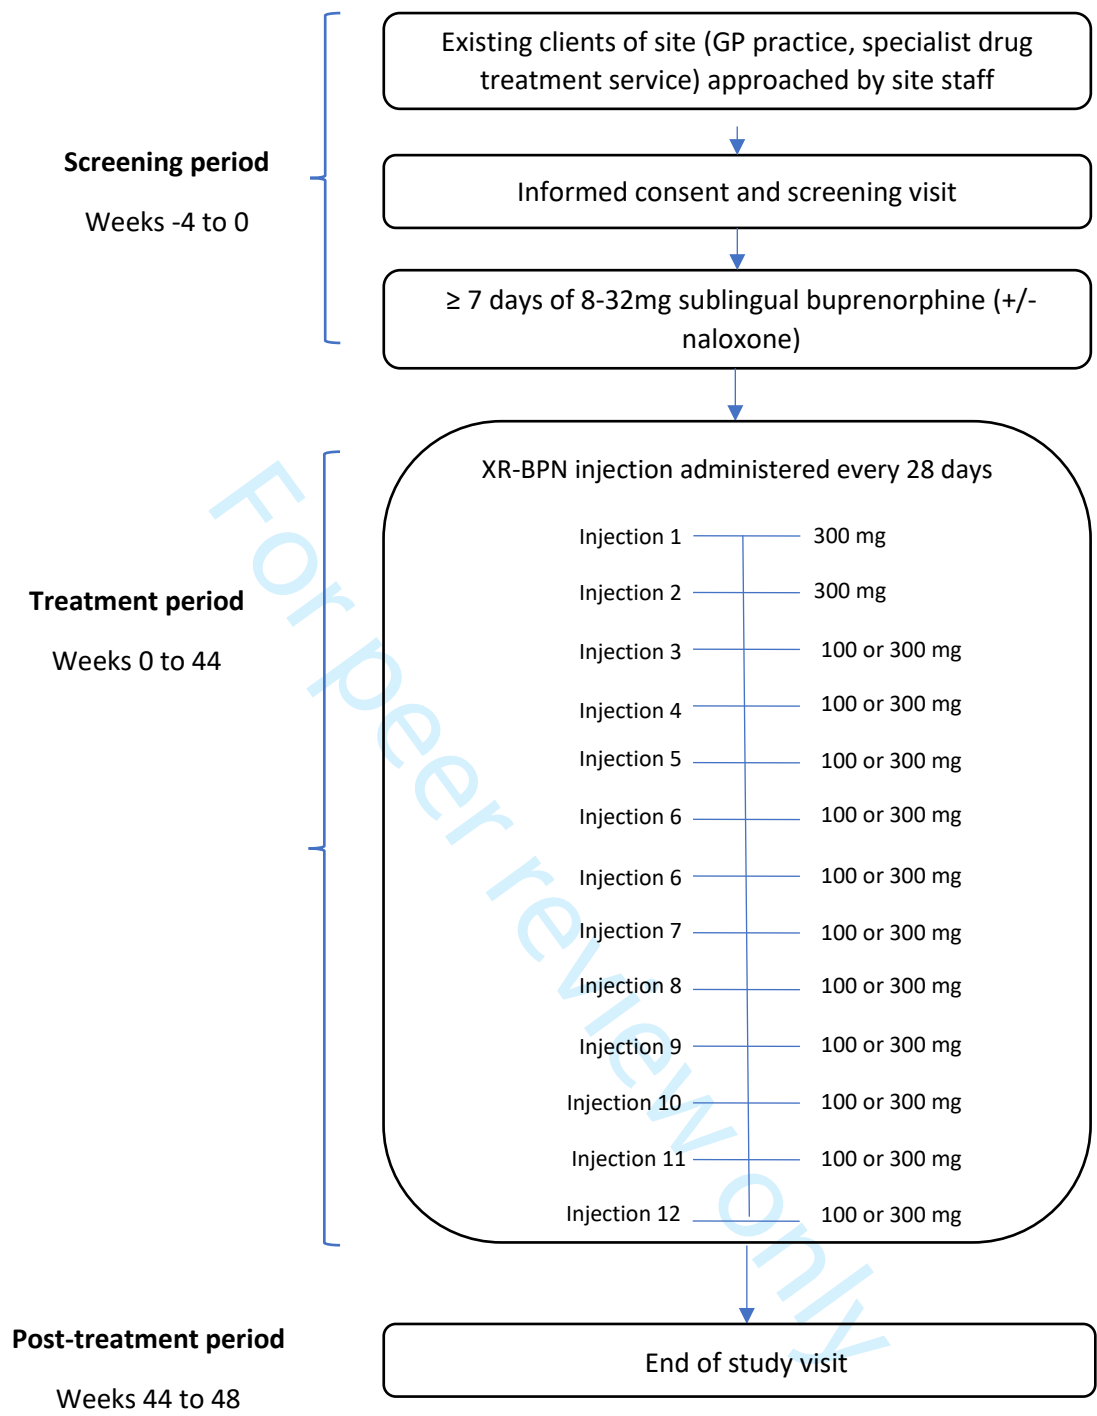 Existing clients of site (GP practice, specialist drug
treatment service) approached by site staff
Screening period
Weeks -4 to 0
Informed consent and screening visit
≥ 7 days of 8-32mg sublingual buprenorphine (+/-
naloxone)
XR-BPN injection administered every 28 days
Injection 1 300 mg
Injection 2 300 mg
Treatment period
Weeks 0 to 44
Injection 3 100 or 300 mg
Injection 4 100 or 300 mg
Injection 5 100 or 300 mg
Injection 6 100 or 300 mg
Injection 6 100 or 300 mg
Injection 7 100 or 300 mg
Injection 8 100 or 300 mg
Injection 9 100 or 300 mg
Injection 10 100 or 300 mg
Injection 11 100 or 300 mg
Injection 12 100 or 300 mg
Post-treatment period
Weeks 44 to 48
End of study visit
For peer review only